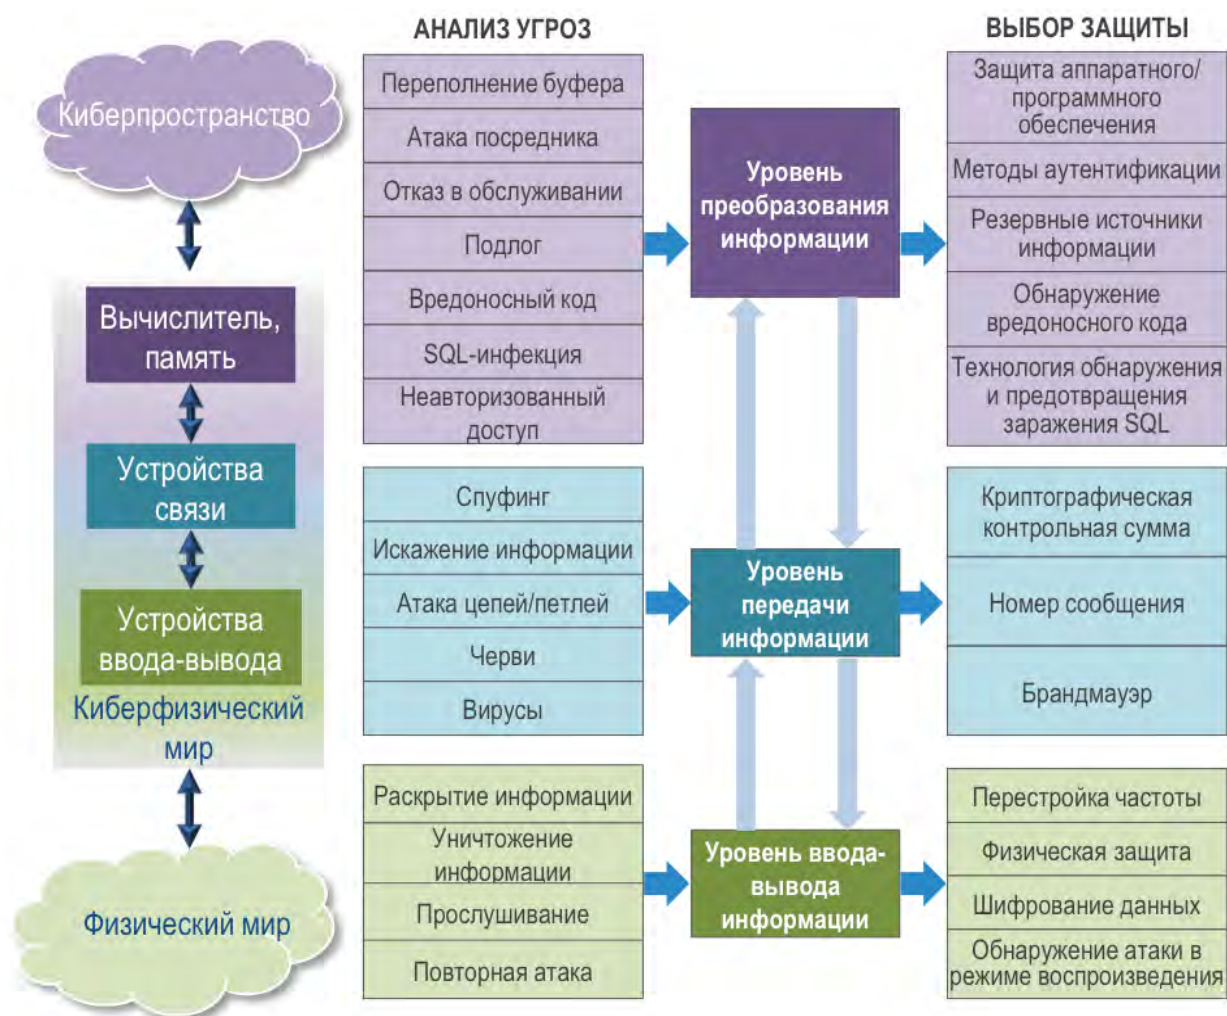 АНАЛИЗ УГРОЗ
ВЫБОР ЗАЩИТЫ
Киберпространство
Вычислитель,
память
Устройства
связи
Устройства
ввода-вывода
Киберфизический
мир
Физический мир
Переполнение буфера
Атака посредника
Отказ в обслуживании
Подлог
Вредоносный код
SQL-инфекция
Неавторизованный
доступ
Уровень
преобразования
информации
Защита аппаратного/
программного
обеспечения
Методы аутентификации
Резервные источники
информации
Обнаружение
вредоносного кода
Технология обнаружения
и предотвращения
заражения SQL
Спуфинг
Искажение информации
Атака цепей/петлей
Черви
Вирусы
Уровень
передачи
информации
Криптографическая
контрольная сумма
Номер сообщения
Брандмауэр
Раскрытие информации
Уничтожение
информации
Прослушивание
Повторная атака
Уровень ввода-
вывода
информации
Перестройка частоты
Физическая защита
Шифрование данных
Обнаружение атаки в
режиме воспроизведения